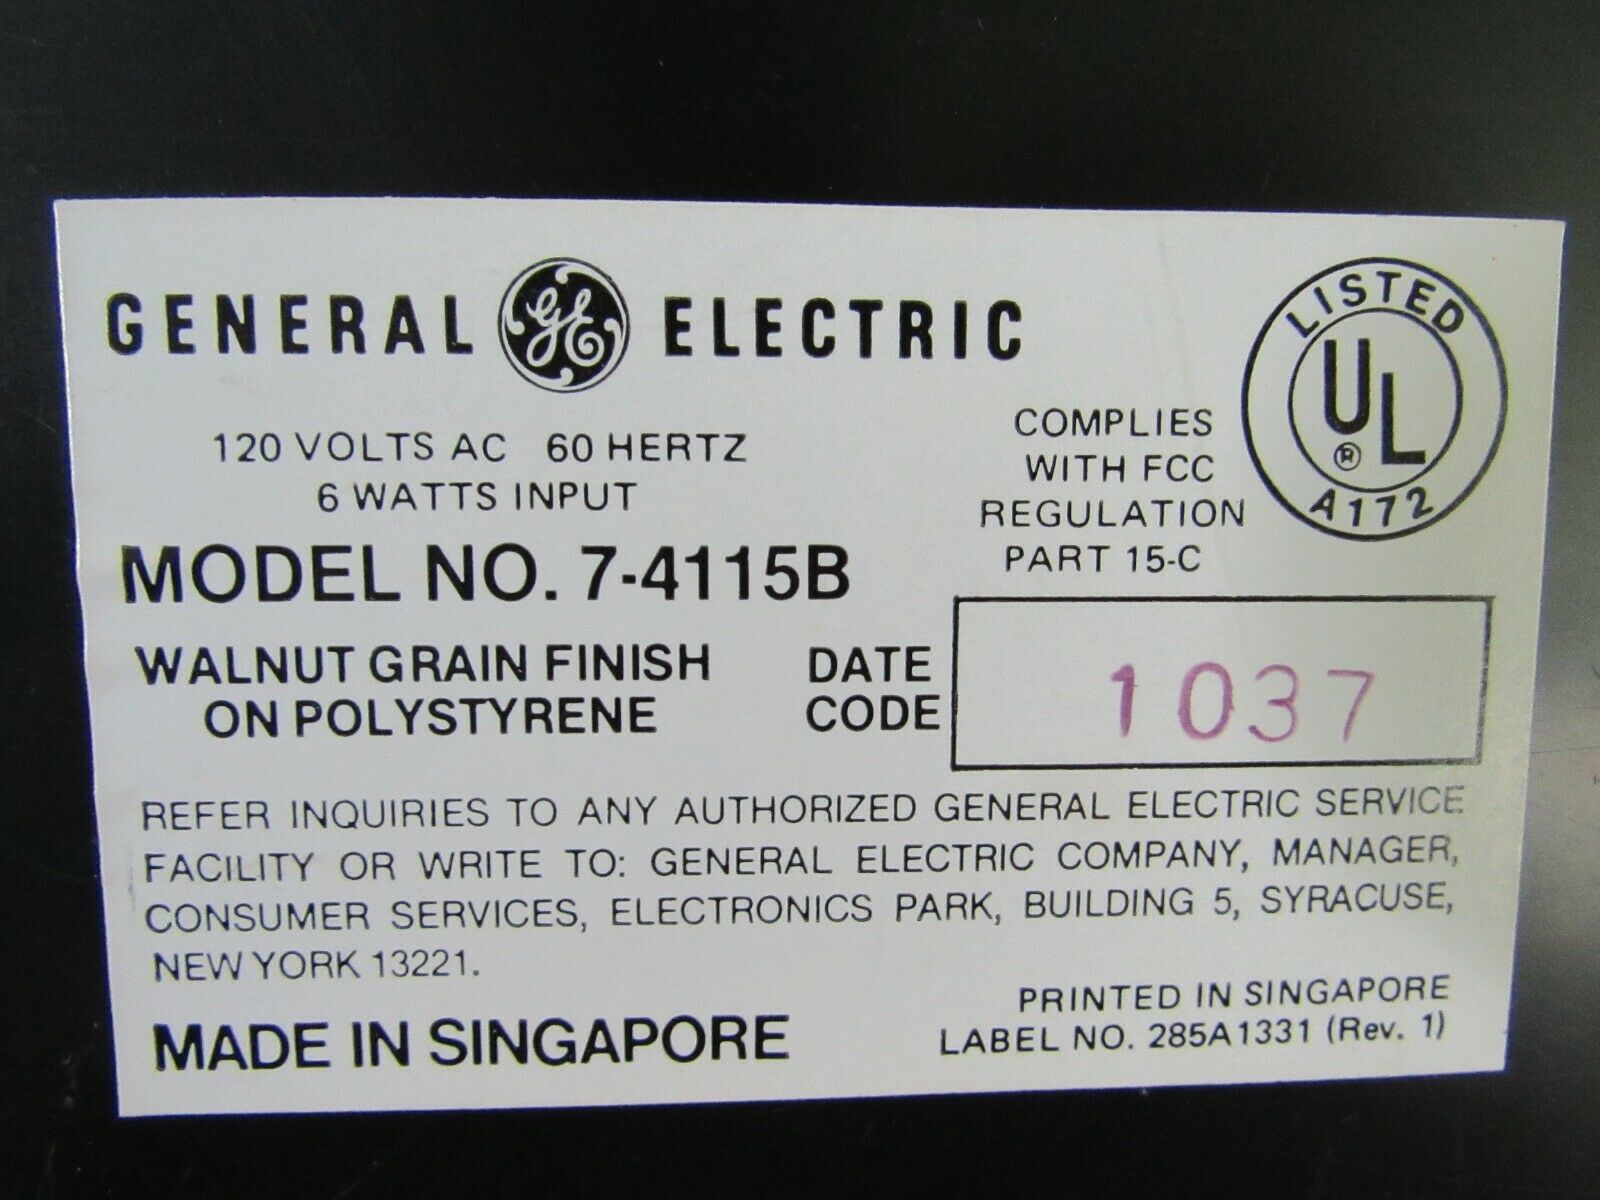 GENERAL GE ELECTRIC
120 VOLTS AC 60 HERTZ
6 WATTS INPUT
MODEL NO. 7-4115B
WALNUT GRAIN FINISH
ON POLYSTYRENE
COMPLIES
WITH FCC
REGULATION
PART 15-C
LISTED
UL
®
A172
DATE
CODE
1037
REFER INQUIRIES TO ANY AUTHORIZED GENERAL ELECTRIC SERVICE
FACILITY OR WRITE TO: GENERAL ELECTRIC COMPANY, MANAGER,
CONSUMER SERVICES, ELECTRONICS PARK, BUILDING 5, SYRACUSE,
NEW YORK 13221.
MADE IN SINGAPORE
PRINTED IN SINGAPORE
LABEL NO. 285A1331 (Rev. 1)